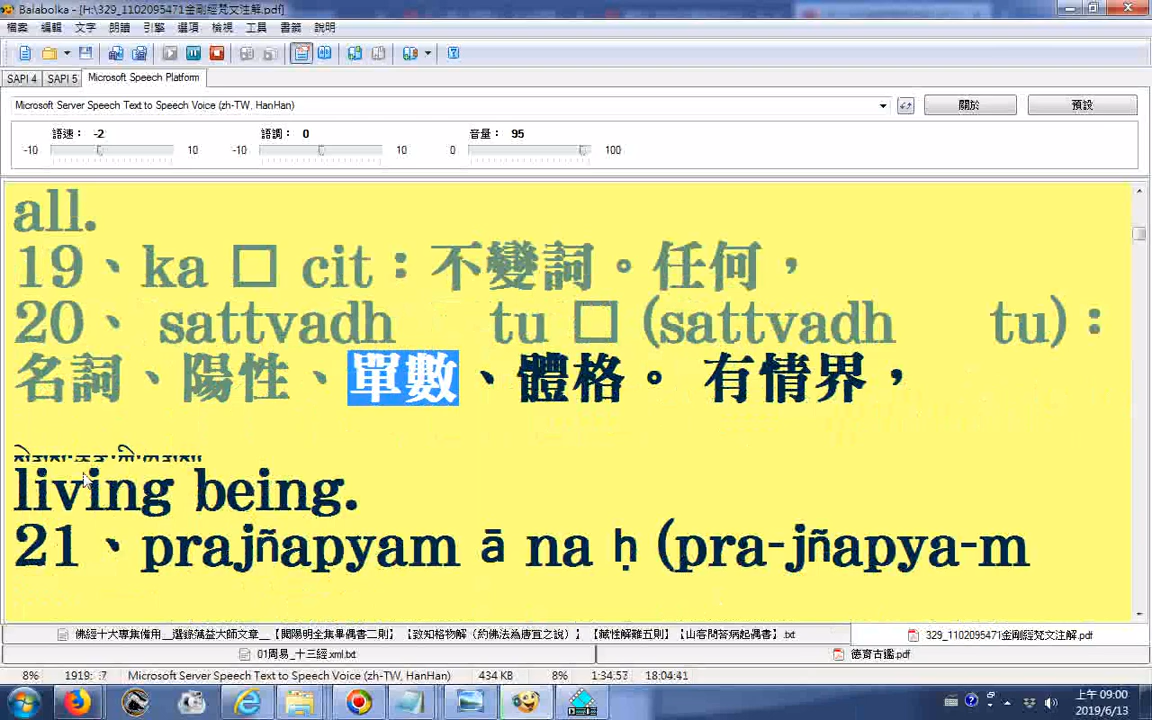 Balabolka - [H:\329_1102095471金剛經梵文注解.pdf]
檔案 編輯 文字 朗讀 引擎 選項 檢視 工具 書籤 說明
SAPI 4 SAPI 5 Microsoft Speech Platform
Microsoft Server Speech Text to Speech Voice (zh-TW, HanHan) 關於 預設
語速： -2 語調： 0 音量： 95
-10 10 -10 10 0 100
all.
19、ka □ cit：不變詞。任何，
20、 sattvadh tu □ (sattvadh tu)：
名詞、陽性、單數、體格。 有情界，
living being.
21、prajñapyam ā na ḥ (pra-jñapya-m
佛經十大專集備用__選錄蕅益大師文章__【閱陽明全集畢偶書二則】【致知格物解（約佛法為唐宜之說）】【藏性解難五則】【山客問答病起偶書】.txt 329_1102095471金剛經梵文注解.pdf
01周易_十三經.xml.txt 德育古鑑.pdf
8% 1919: :7 Microsoft Server Speech Text to Speech Voice (zh-TW, HanHan) 434 KB 8% 1:34:57 18:04:41
上午 09:00
2019/6/13